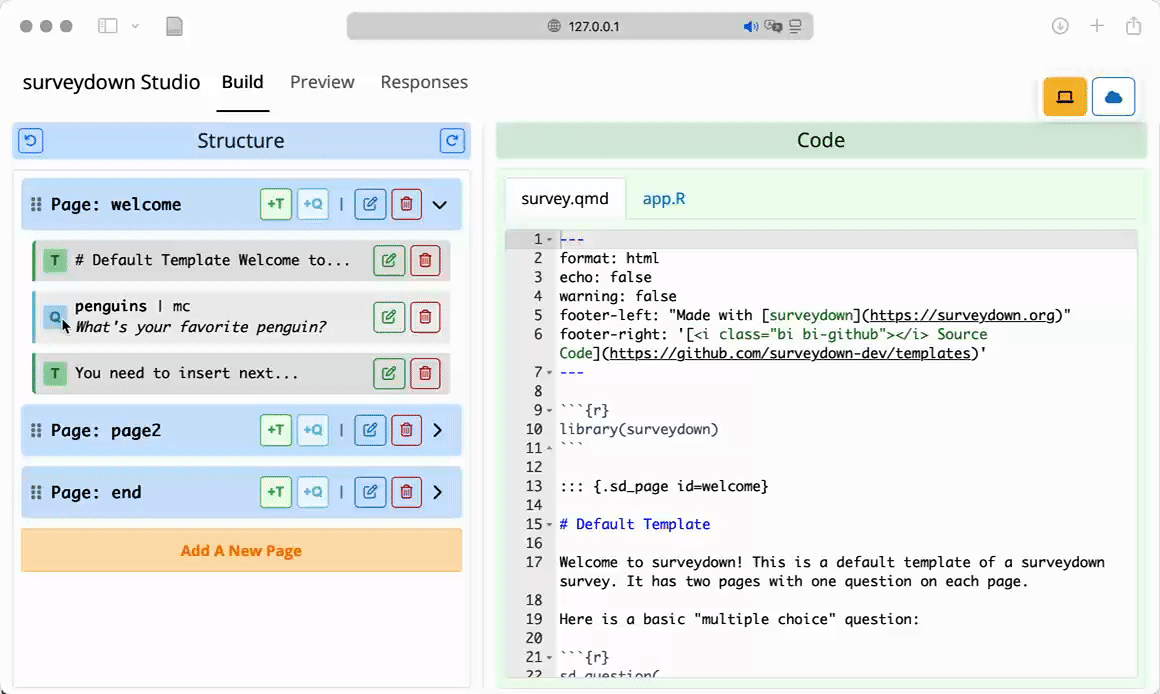 127.0.0.1
surveydown Studio Build Preview Responses
Structure
Page: welcome +T +Q |
T # Default Template Welcome to...
Q penguins | mc
What's your favorite penguin?
T You need to insert next...
Page: page2 +T +Q |
Page: end +T +Q |
Add A New Page
Code
survey.qmd app.R
1 ---
2 format: html
3 echo: false
4 warning: false
5 footer-left: "Made with [surveydown](https://surveydown.org)"
6 footer-right: '[<i class="bi bi-github"></i> Source
Code](https://github.com/surveydown-dev/templates)'
7 ---
8
9 ```{r}
10 library(surveydown)
11 ```
12
13 ::: {.sd_page id=welcome}
14
15 # Default Template
16
17 Welcome to surveydown! This is a default template of a surveydown
survey. It has two pages with one question on each page.
18
19 Here is a basic "multiple choice" question:
20
21 ```{r}
22 sd_question(